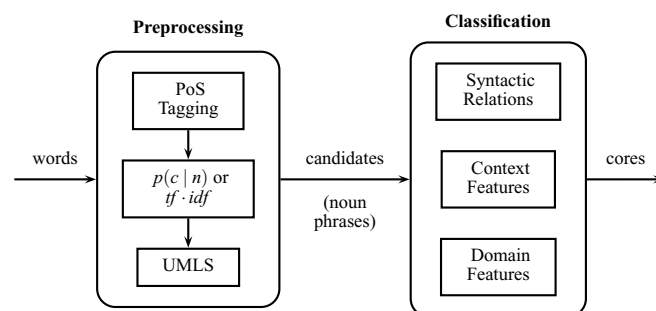 Preprocessing
PoS
Tagging
words
p(c | n) or
tf · idf
UMLS
candidates
(noun
phrases)
Classification
Syntactic
Relations
Context
Features
Domain
Features
cores